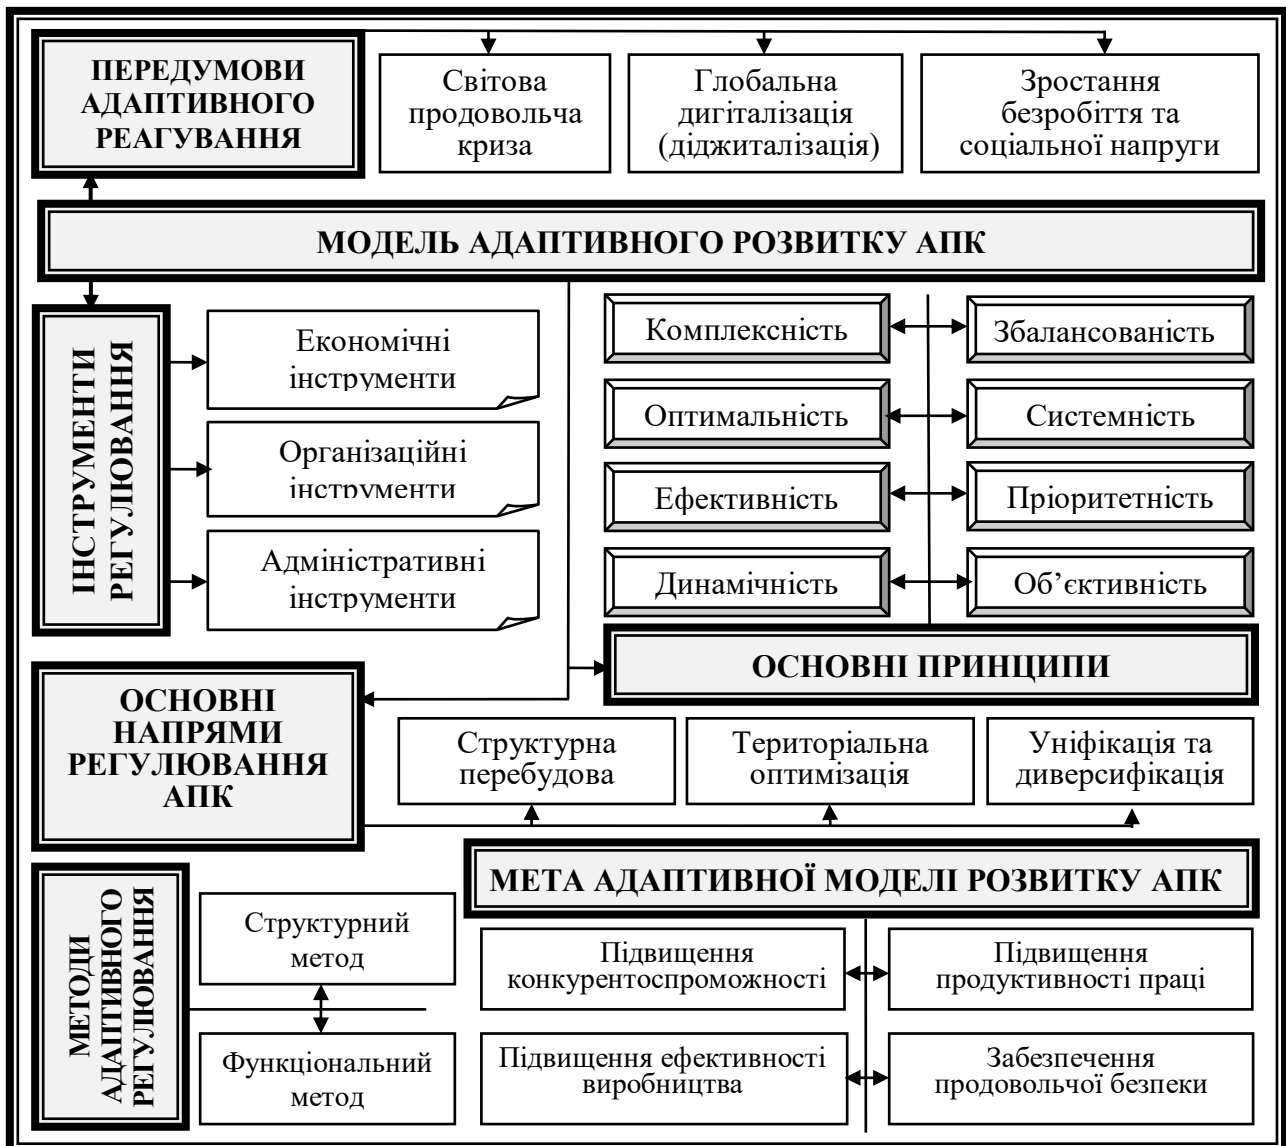 ПЕРЕДУМОВИ
АДАПТИВНОГО
РЕАГУВАННЯ
Світова
продовольча
криза
Глобальна
дигіталізація
(діджиталізація)
Зростання
безробіття та
соціальної напруги
МОДЕЛЬ АДАПТИВНОГО РОЗВИТКУ АПК
ІНСТРУМЕНТИ
РЕГУЛЮВАННЯ
Економічні
інструменти
Організаційні
інструменти
Адміністративні
інструменти
Комплексність
Збалансованість
Оптимальність
Системність
Ефективність
Пріоритетність
Динамічність
Об’єктивність
ОСНОВНІ ПРИНЦИПИ
ОСНОВНІ
НАПРЯМИ
РЕГУЛЮВАННЯ
АПК
Структурна
перебудова
Територіальна
оптимізація
Уніфікація та
диверсифікація
МЕТОДИ
АДАПТИВНОГО
РЕГУЛЮВАННЯ
Структурний
метод
Функціональний
метод
МЕТА АДАПТИВНОЇ МОДЕЛІ РОЗВИТКУ АПК
Підвищення
конкурентоспроможності
Підвищення
продуктивності праці
Підвищення ефективності
виробництва
Забезпечення
продовольчої безпеки